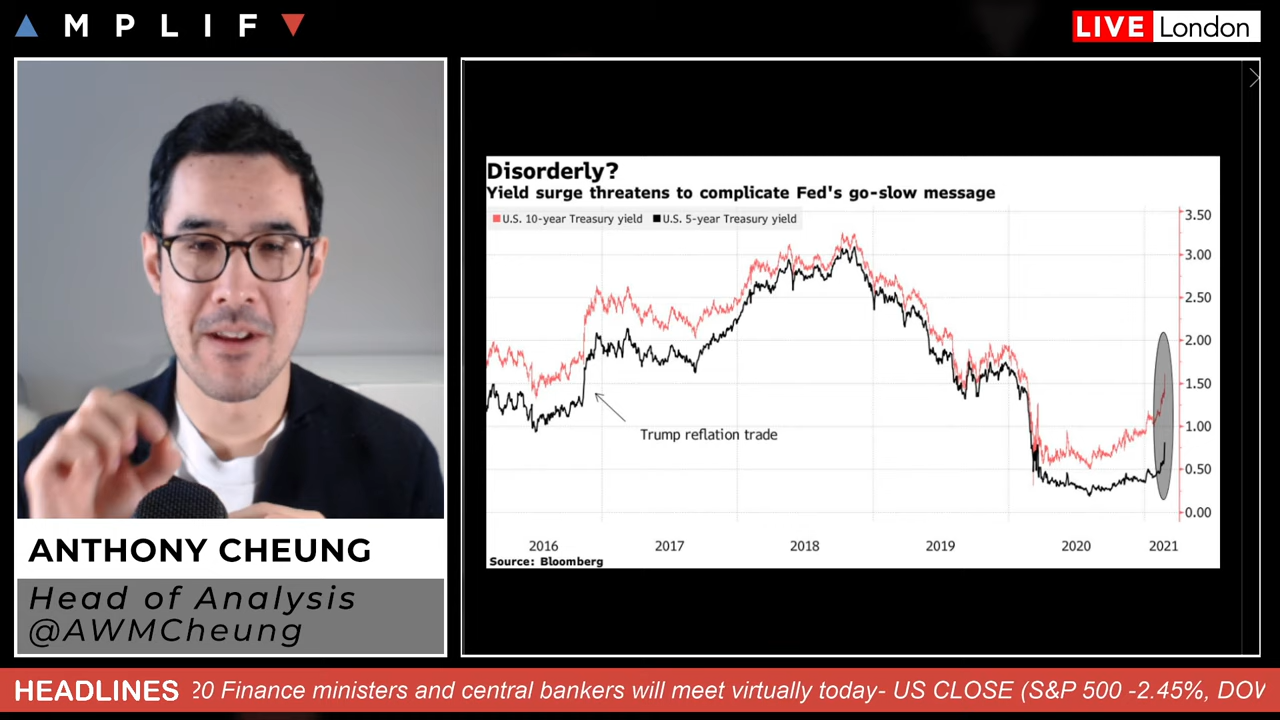 ▲ M P L I F ▼
LIVE London
Disorderly?
Yield surge threatens to complicate Fed's go-slow message
U.S. 10-year Treasury yield U.S. 5-year Treasury yield
3.50
3.00
2.50
2.00
1.50
1.00
0.50
0.00
Trump reflation trade
2016 2017 2018 2019 2020 2021
Source: Bloomberg
ANTHONY CHEUNG
Head of Analysis
@AWMCheung
HEADLINES 20 Finance ministers and central bankers will meet virtually today- US CLOSE (S&P 500 -2.45%, DOW